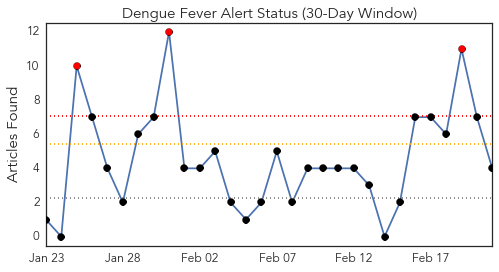 Dengue Fever Alert Status (30-Day Window)
Articles Found
12
10
8
6
4
2
0
Jan 23 Jan 28 Feb 02 Feb 07 Feb 12 Feb 17